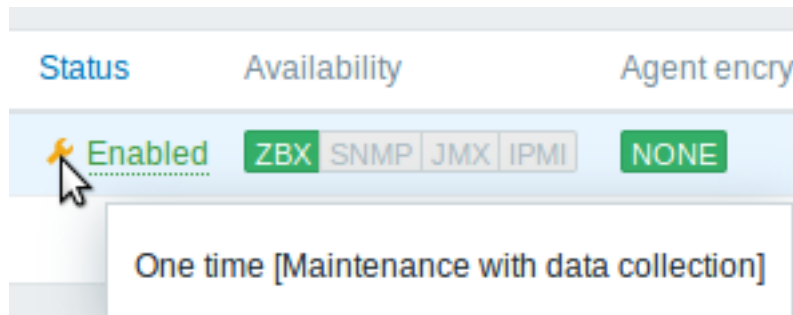 Status Availability Agent encry
Enabled ZBX SNMP JMX IPMI NONE
One time [Maintenance with data collection]